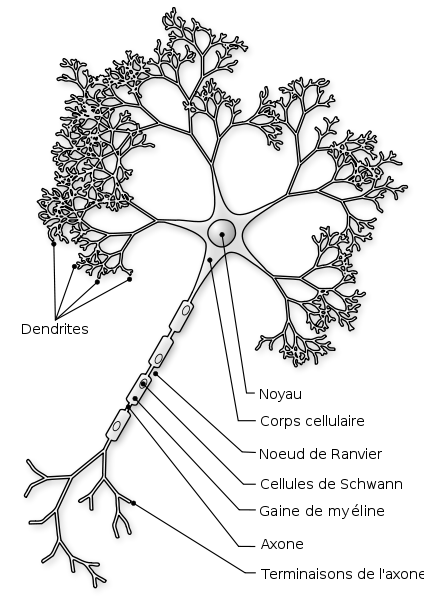 Dendrites
Noyau
Corps cellulaire
Noeud de Ranvier
Cellules de Schwann
Gaine de myéline
Axone
Terminaisons de l'axone